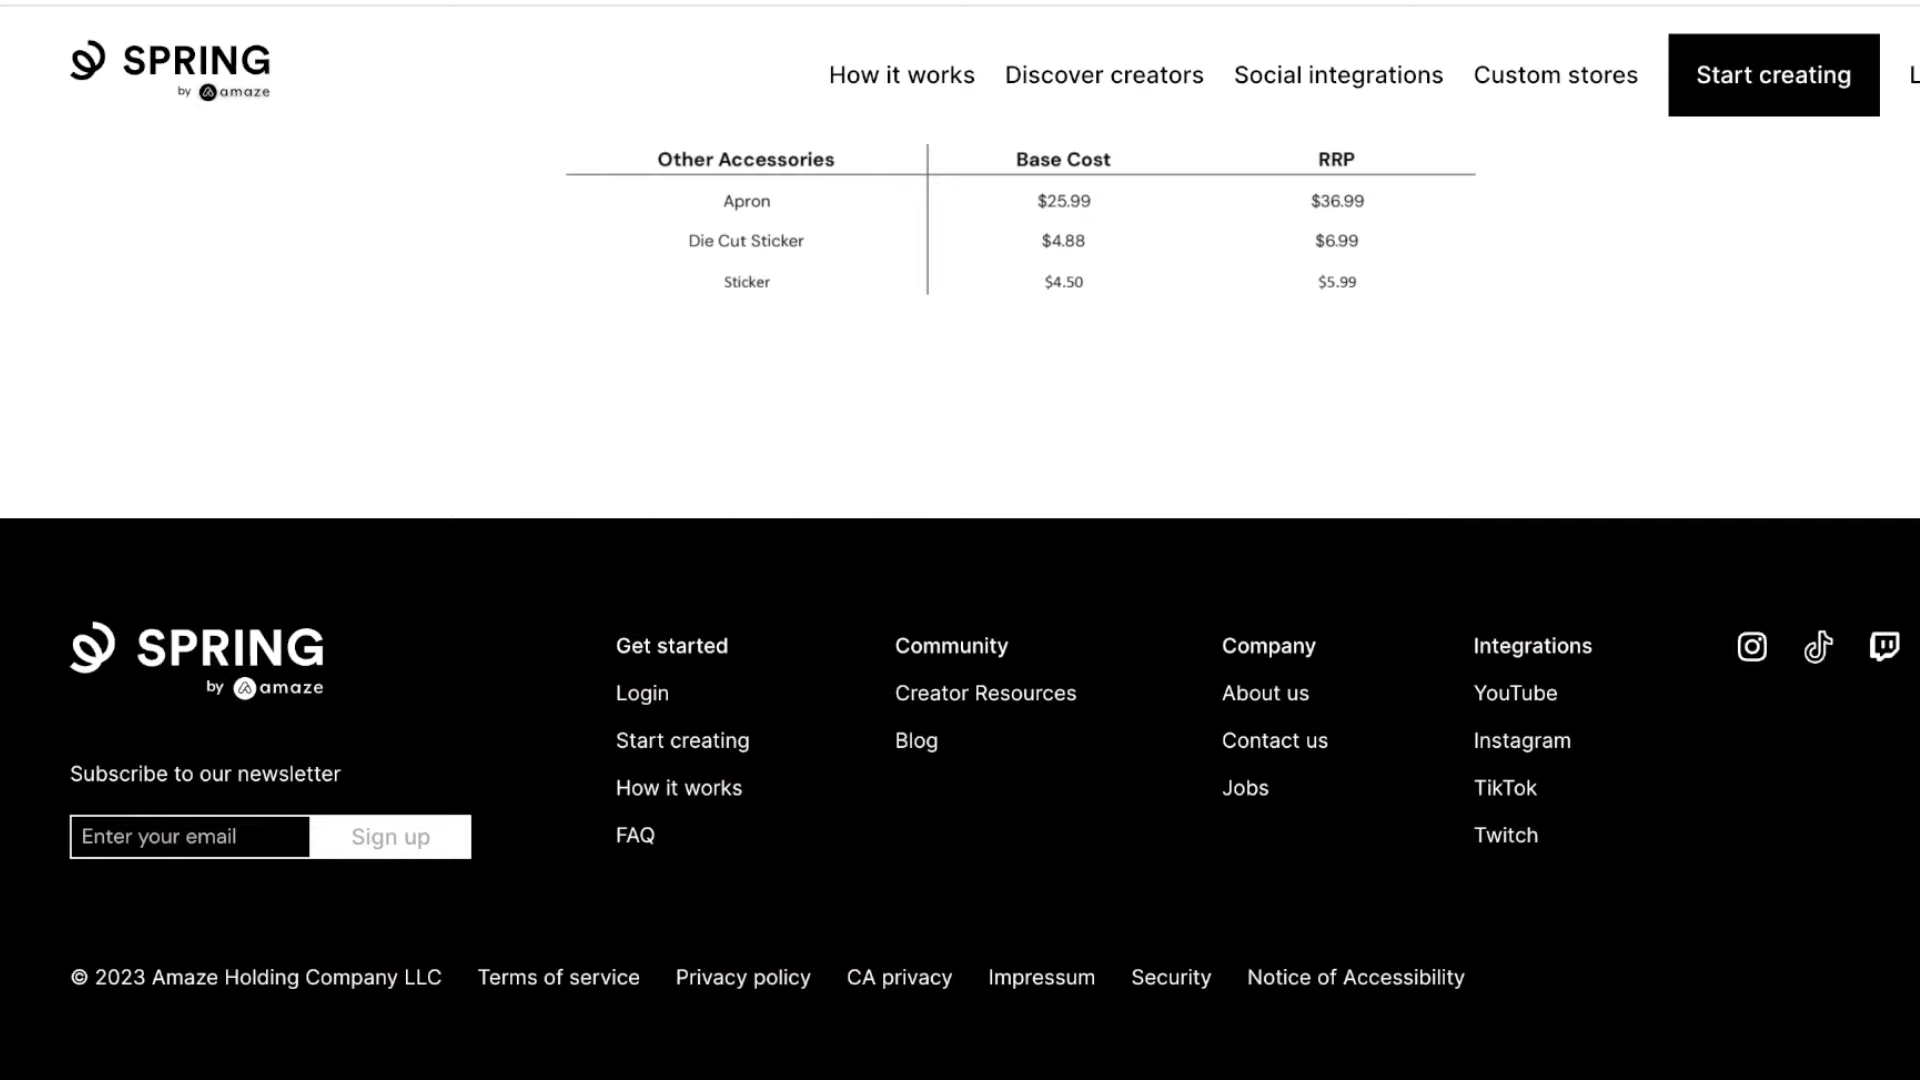 SPRING
by amaze
How it works Discover creators Social integrations Custom stores Start creating L
Other Accessories Base Cost RRP
Apron $25.99 $36.99
Die Cut Sticker $4.88 $6.99
Sticker $4.50 $5.99
SPRING
by amaze
Subscribe to our newsletter
Enter your email Sign up
Get started
Login
Start creating
How it works
FAQ
Community
Creator Resources
Blog
Company
About us
Contact us
Jobs
Integrations
YouTube
Instagram
TikTok
Twitch
© 2023 Amaze Holding Company LLC Terms of service Privacy policy CA privacy Impressum Security Notice of Accessibility